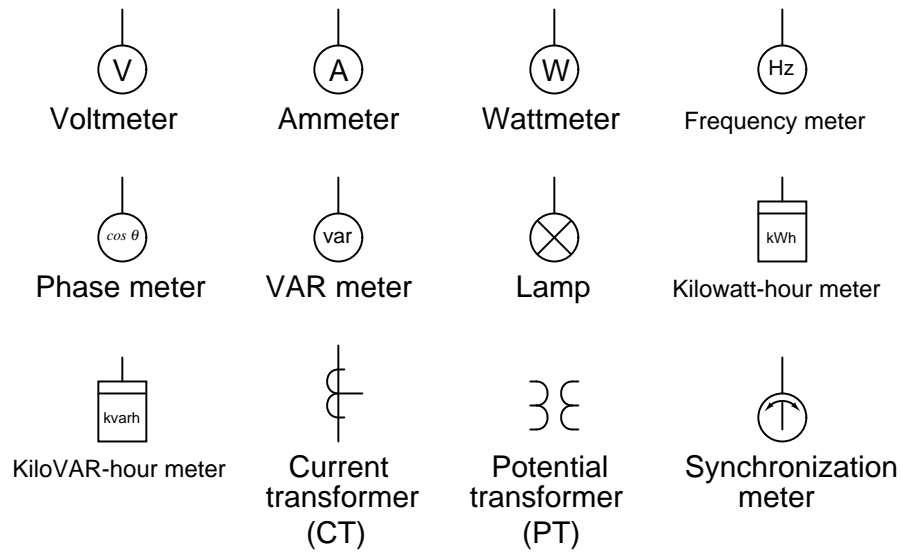 V
A
W
Hz
Voltmeter
Ammeter
Wattmeter
Frequency meter
cos θ
var
kWh
Phase meter
VAR meter
Lamp
Kilowatt-hour meter
kvarh
KiloVAR-hour meter
Current
transformer
(CT)
Potential
transformer
(PT)
Synchronization
meter